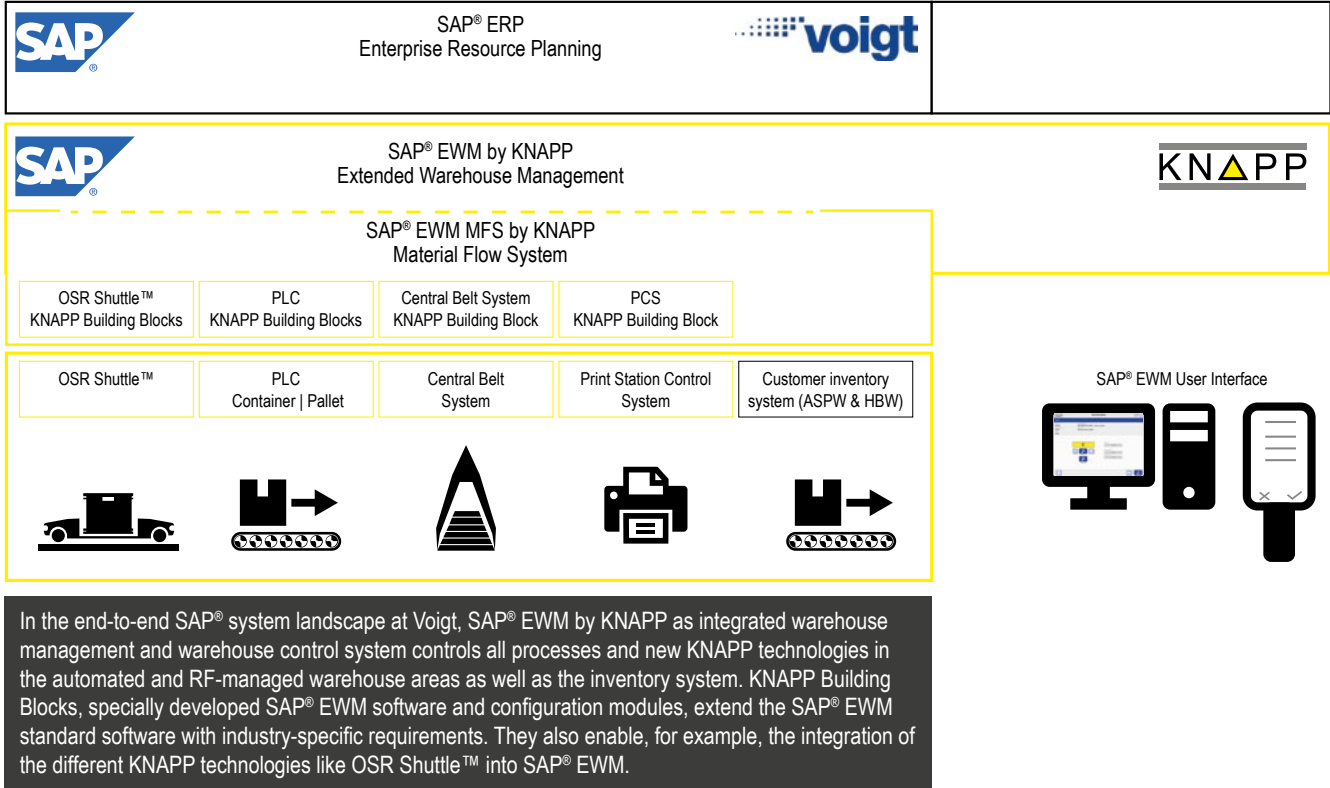 SAP®
SAP® ERP
Enterprise Resource Planning
voigt
SAP®
SAP® EWM by KNAPP
Extended Warehouse Management
KNAPP
SAP® EWM MFS by KNAPP
Material Flow System
OSR Shuttle™
KNAPP Building Blocks
PLC
KNAPP Building Blocks
Central Belt System
KNAPP Building Block
PCS
KNAPP Building Block
OSR Shuttle™
PLC
Container | Pallet
Central Belt
System
Print Station Control
System
Customer inventory
system (ASPW & HBW)
SAP® EWM User Interface
In the end-to-end SAP® system landscape at Voigt, SAP® EWM by KNAPP as integrated warehouse
management and warehouse control system controls all processes and new KNAPP technologies in
the automated and RF-managed warehouse areas as well as the inventory system. KNAPP Building
Blocks, specially developed SAP® EWM software and configuration modules, extend the SAP® EWM
standard software with industry-specific requirements. They also enable, for example, the integration of
the different KNAPP technologies like OSR Shuttle™ into SAP® EWM.